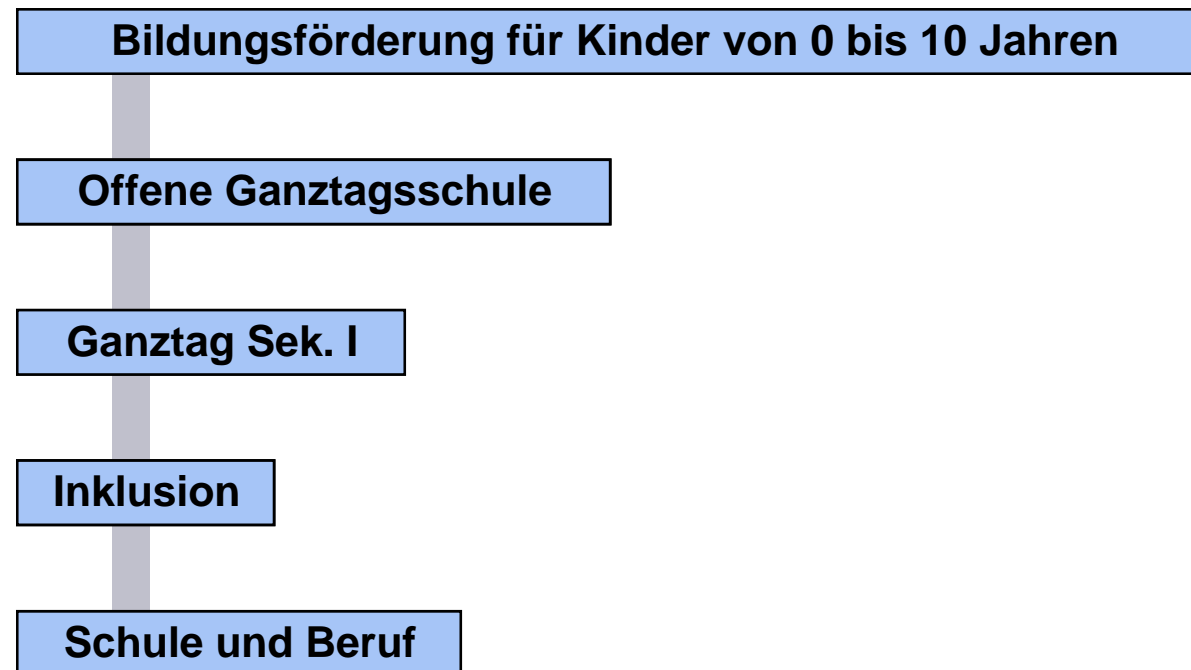 Bildungsförderung für Kinder von 0 bis 10 Jahren
Offene Ganztagsschule
Ganztag Sek. I
Inklusion
Schule und Beruf